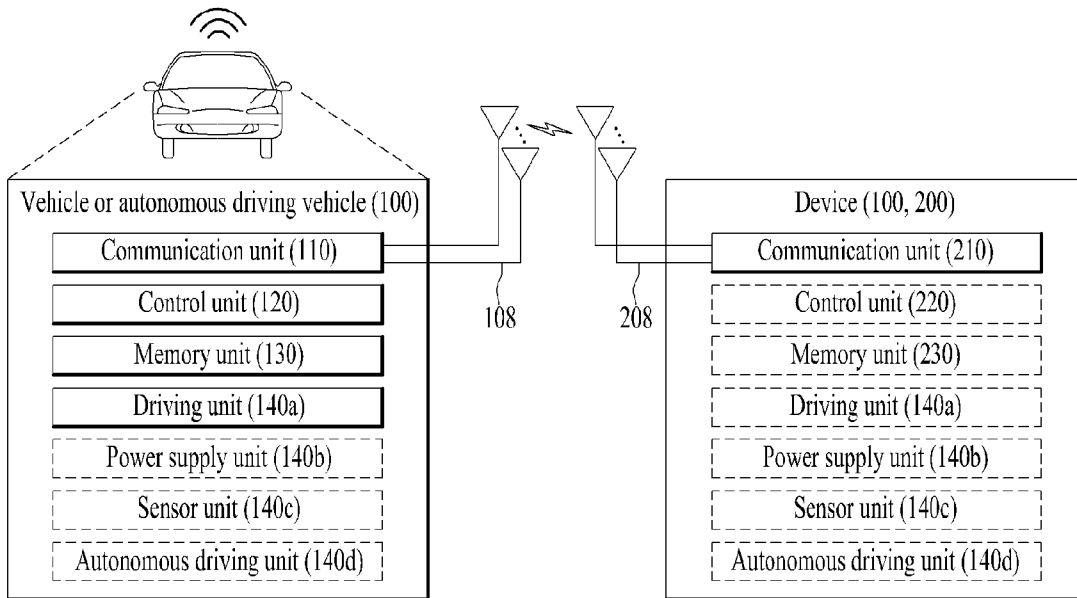 Vehicle or autonomous driving vehicle (100)
Communication unit (110)
Control unit (120)
Memory unit (130)
Driving unit (140a)
Power supply unit (140b)
Sensor unit (140c)
Autonomous driving unit (140d)
108
208
Device (100, 200)
Communication unit (210)
Control unit (220)
Memory unit (230)
Driving unit (140a)
Power supply unit (140b)
Sensor unit (140c)
Autonomous driving unit (140d)